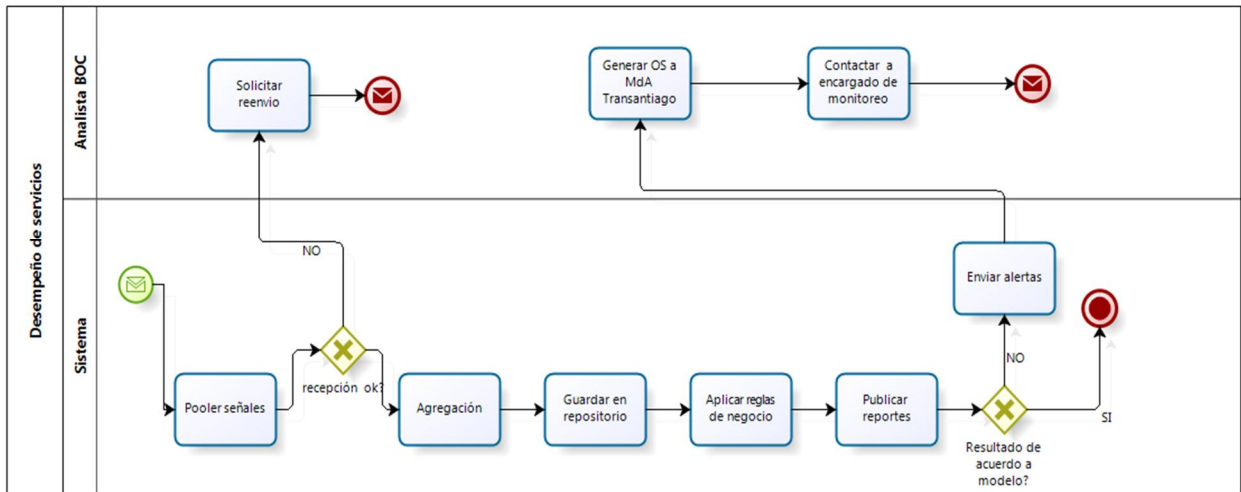 Desempeño de servicios
Analista BOC
Solicitar
reenvio
Generar OS a
MdA
Transantiago
Contactar a
encargado de
monitoreo
Sistema
NO
Enviar alertas
Pooler señales
recepción ok?
Agregación
Guardar en
repositorio
Aplicar reglas
de negocio
Publicar
reportes
NO
SI
Resultado de
acuerdo a
modelo?